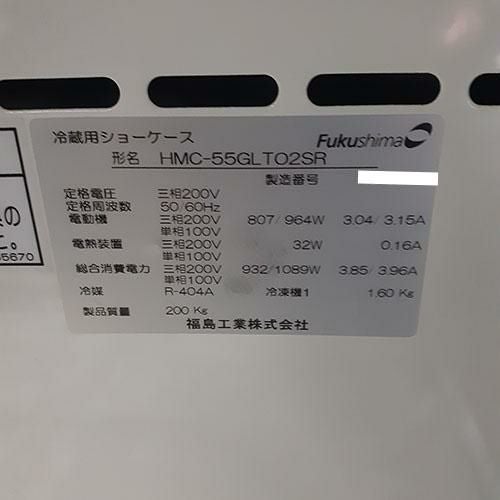 冷蔵用ショーケース Fukushima
形名 HMC-55GLTO2SR
製造番号
定格電圧 三相200V
定格周波数 50/60Hz
電動機 三相200V 807/964W 3.04/3.15A
単相100V
電熱装置 三相200V 32W 0.16A
単相100V
総合消費電力 三相200V 932/1089W 3.85/3.96A
単相100V
冷媒 R-404A 冷凍機1 1.60 Kg
製品質量 200 Kg
福島工業株式会社
の
。
5670